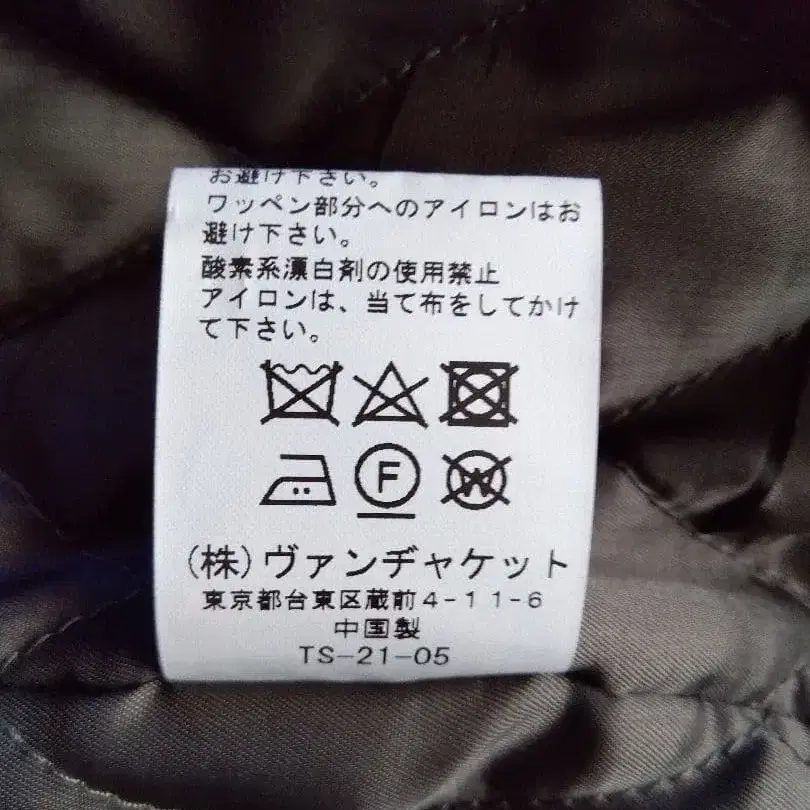 お避け下さい。
ワッペン部分へのアイロンはお
避け下さい。
酸素系漂白剤の使用禁止
アイロンは、当て布をしてかけ
て下さい。
F
W
(株)ヴァンヂャケット
東京都台東区蔵前4-11-6
中国製
TS-21-05